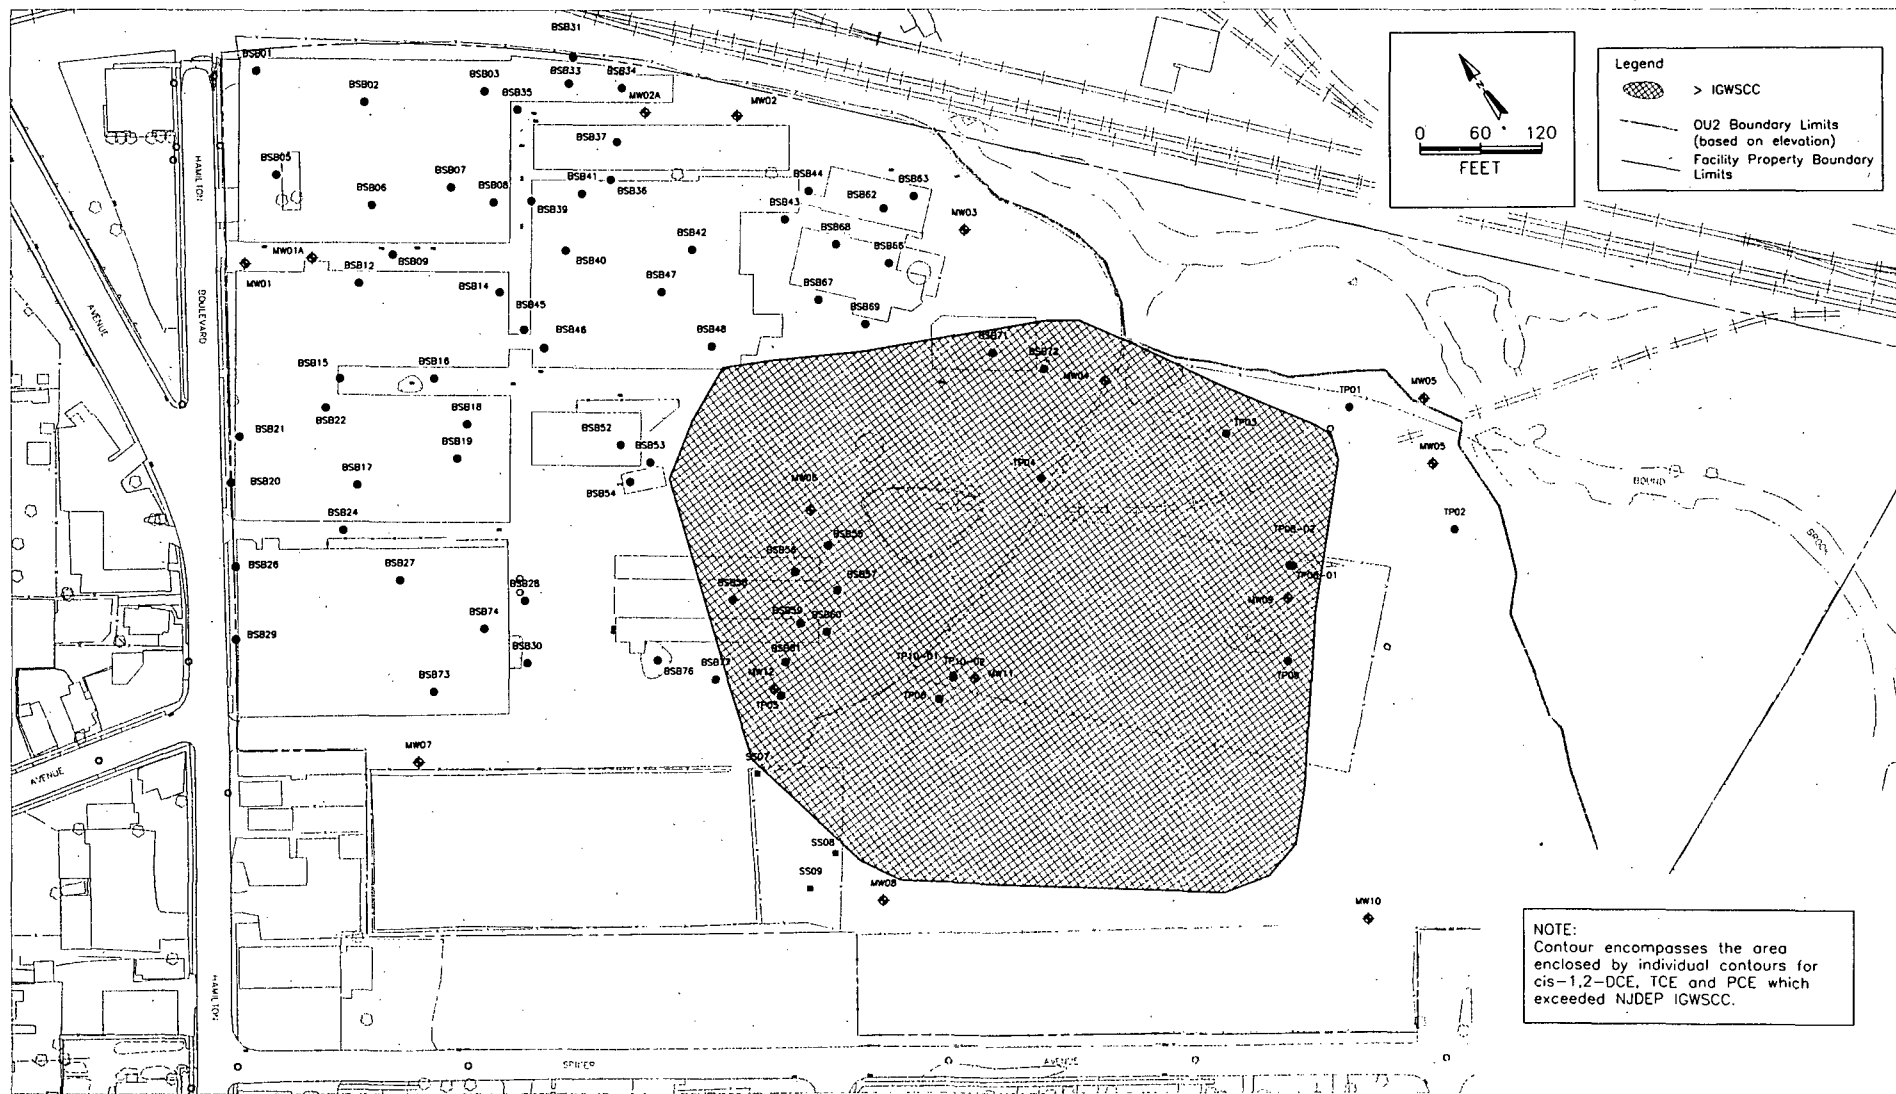 BSB31
BSB01
BSB02
BSB03
BSB33
BSB34
BSB35
MW02A
MW02
BSB37
BSB05
BSB06
BSB07
BSB08
BSB41
BSB36
BSB39
BSB44
BSB43
BSB62
BSB63
MW03
BSB68
BSB66
HAMILTON
BOULEVARD
MW01A
MW01
BSB09
BSB12
BSB14
BSB40
BSB42
BSB47
BSB67
BSB69
BSB45
BSB46
BSB48
AVENUE
BSB15
BSB16
BSB71
BSB72
MW04
TP01
MW05
BSB22
BSB18
BSB21
BSB19
BSB52
BSB53
TP03
MW05
BSB20
BSB17
BSB54
MW06
TP04
BOUND
BROOK
BSB24
TP02
BSB26
BSB27
BSB28
BSB55
BSB56
BSB57
BSB58
TP08-02
TP08-01
MW09
BSB29
BSB74
BSB30
BSB59
BSB60
BSB61
BSB76
BSB77
BSB73
MW12
TP05
TP10-01
TP10-02
MW11
TP06
TP09
MW07
AVENUE
SS07
SS08
SS09
MW08
MW10
HAMILTON
SPICER
AVENUE
0 60 120
FEET
Legend
> IGWSCC
OU2 Boundary Limits
(based on elevation)
Facility Property Boundary
Limits
NOTE:
Contour encompasses the area
enclosed by individual contours for
cis-1,2-DCE, TCE and PCE which
exceeded NJDEP IGWSCC.